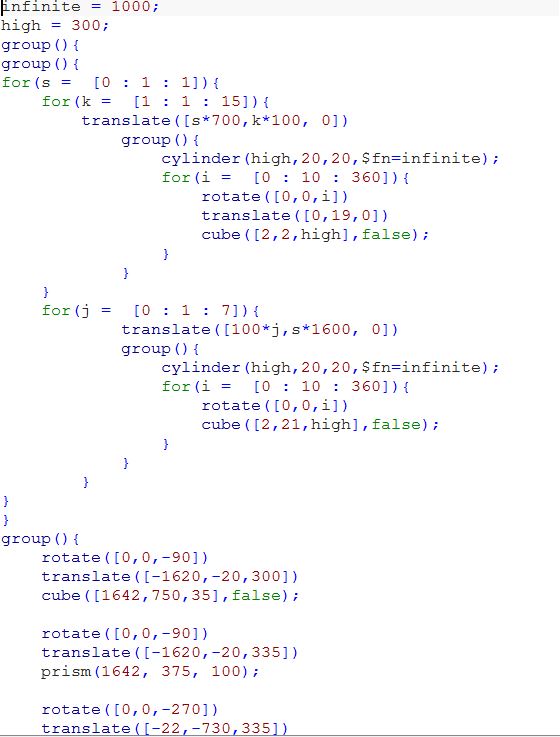 infinite = 1000;
high = 300;
group(){
group(){
for(s =  [0 : 1 : 1]){
    for(k =  [1 : 1 : 15]){
        translate([s*700,k*100, 0])
            group(){
                cylinder(high,20,20,$fn=infinite);
                for(i =  [0 : 10 : 360]){
                    rotate([0,0,i])
                    translate([0,19,0])
                    cube([2,2,high],false);
                }
            }
    }
    for(j =  [0 : 1 : 7]){
            translate([100*j,s*1600, 0])
            group(){
                cylinder(high,20,20,$fn=infinite);
                for(i =  [0 : 10 : 360]){
                    rotate([0,0,i])
                    cube([2,21,high],false);
                }
            }
        }
}
}
group(){
    rotate([0,0,-90])
    translate([-1620,-20,300])
    cube([1642,750,35],false);

    rotate([0,0,-90])
    translate([-1620,-20,335])
    prism(1642, 375, 100);

    rotate([0,0,-270])
    translate([-22,-730,335])